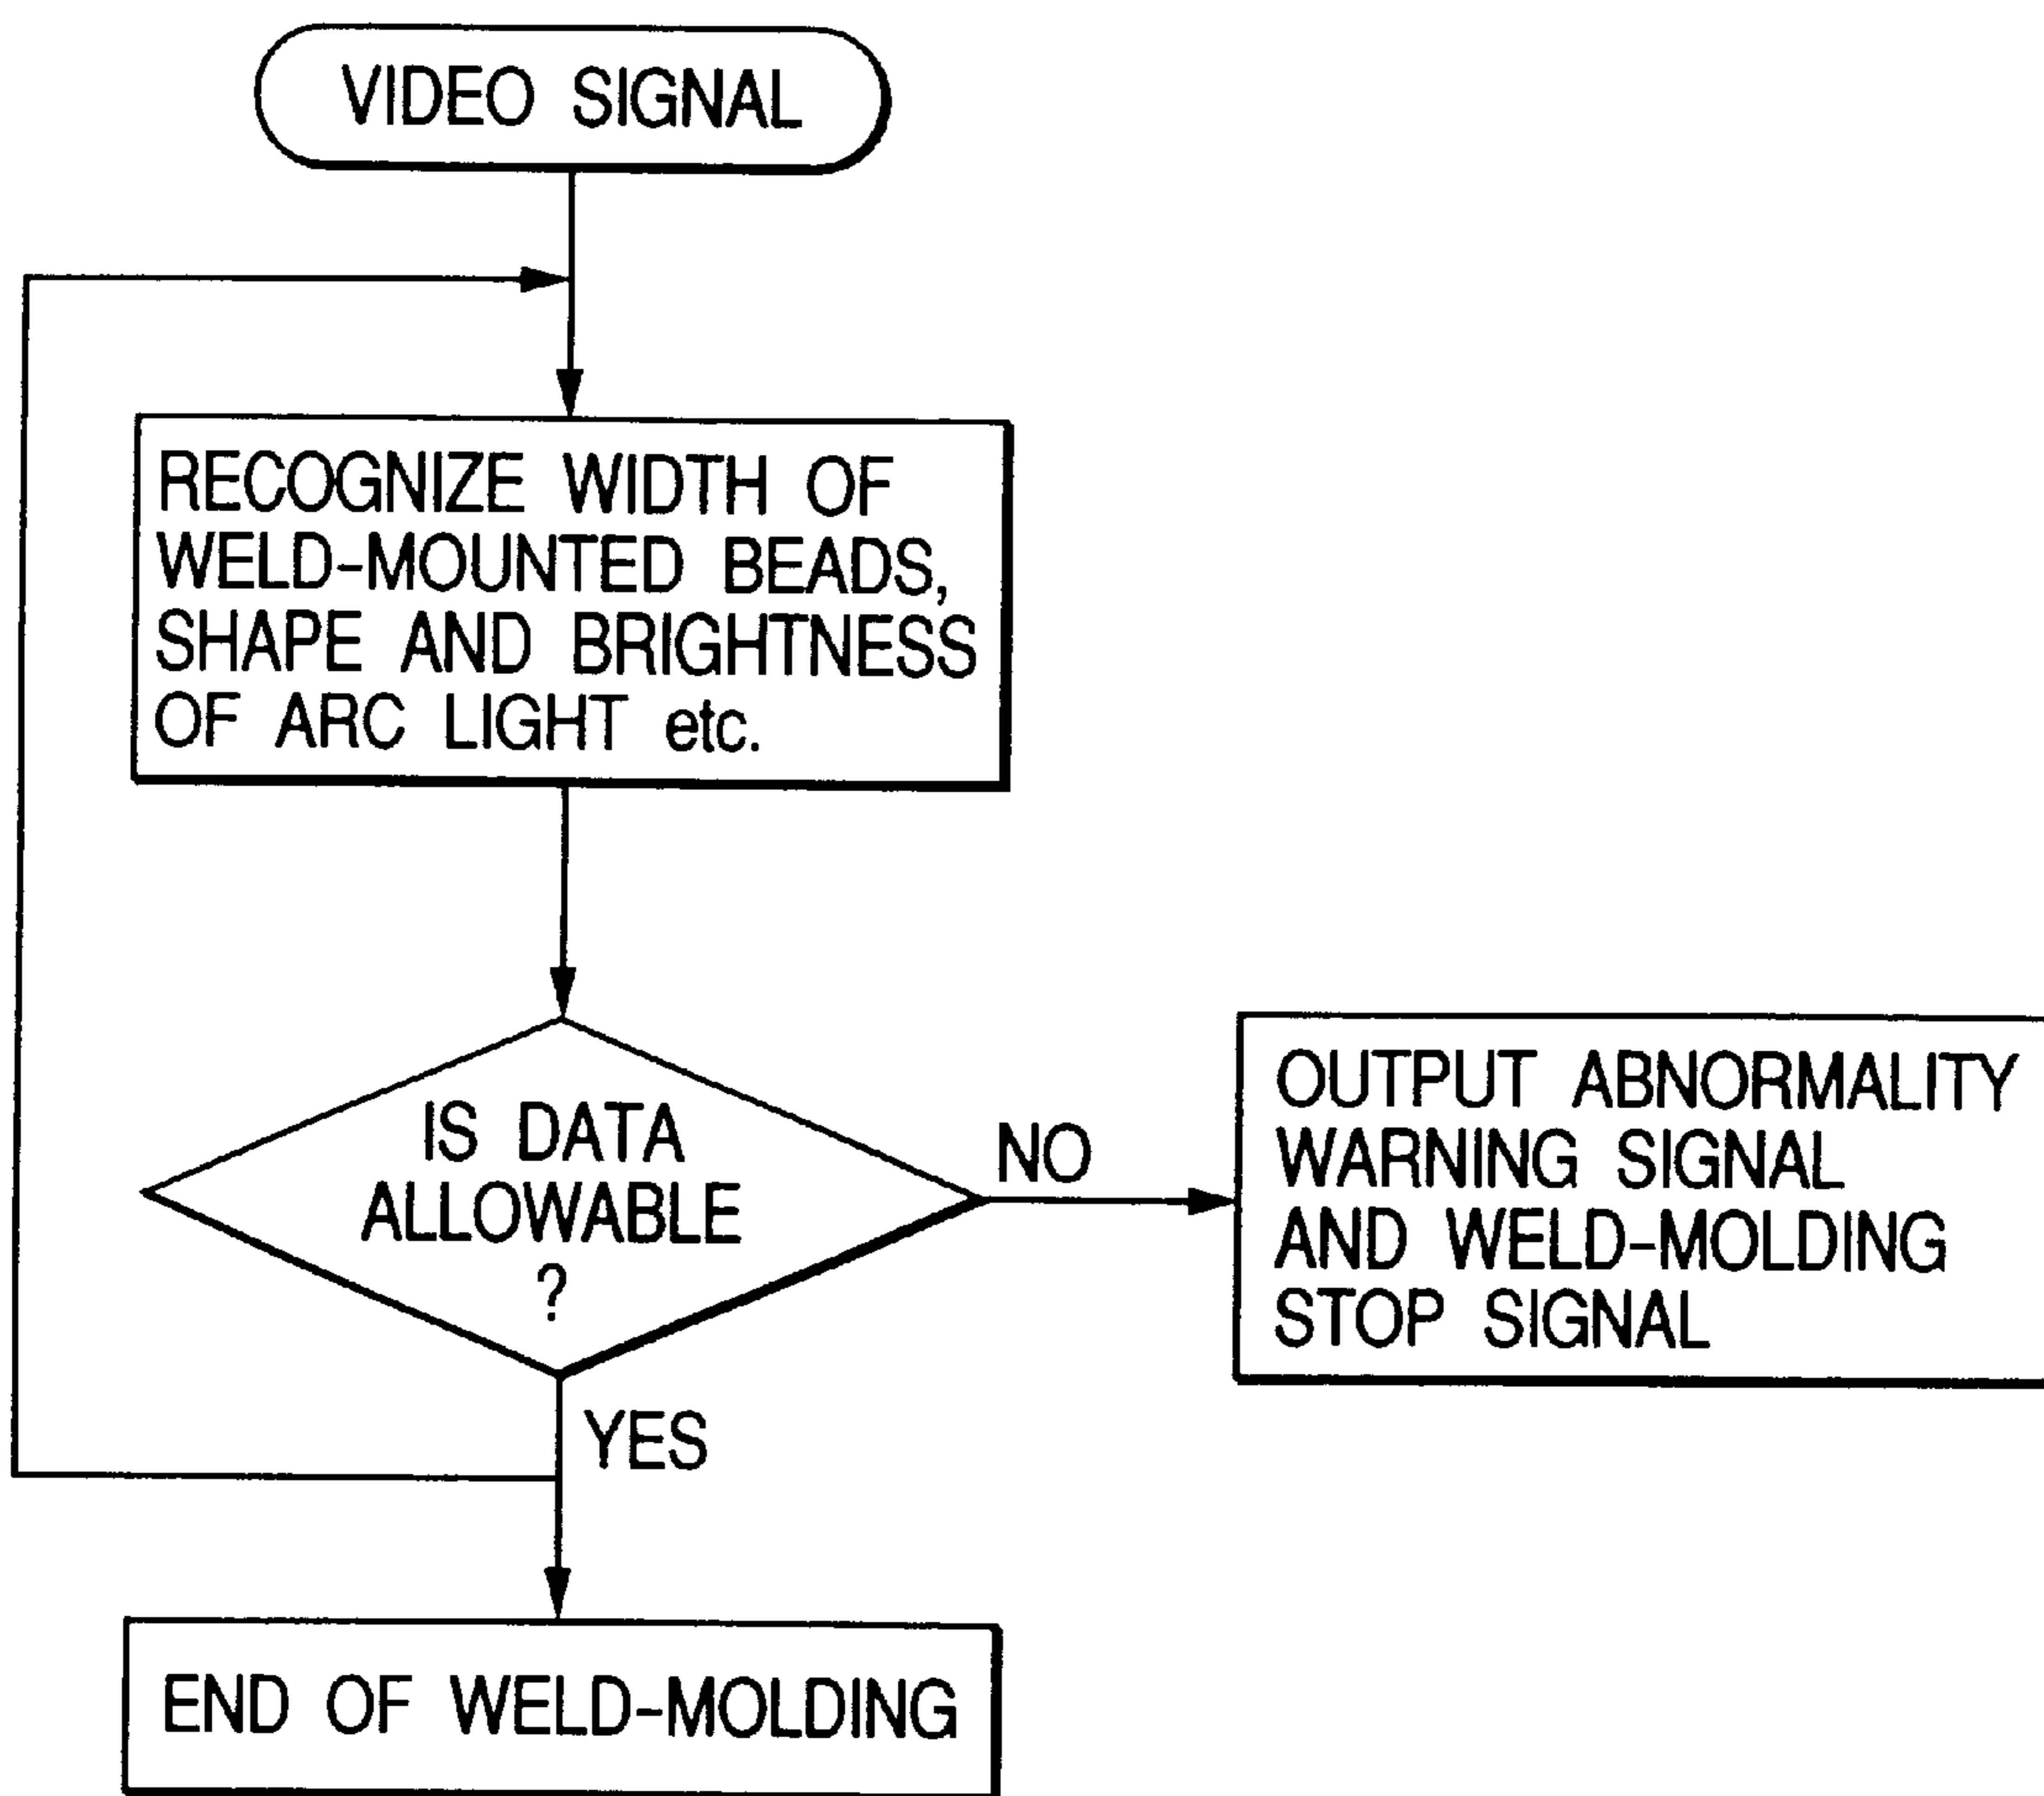 VIDEO SIGNAL
RECOGNIZE WIDTH OF
WELD-MOUNTED BEADS,
SHAPE AND BRIGHTNESS
OF ARC LIGHT etc.
IS DATA
ALLOWABLE
?
NO
OUTPUT ABNORMALITY
WARNING SIGNAL
AND WELD-MOLDING
STOP SIGNAL
YES
END OF WELD-MOLDING